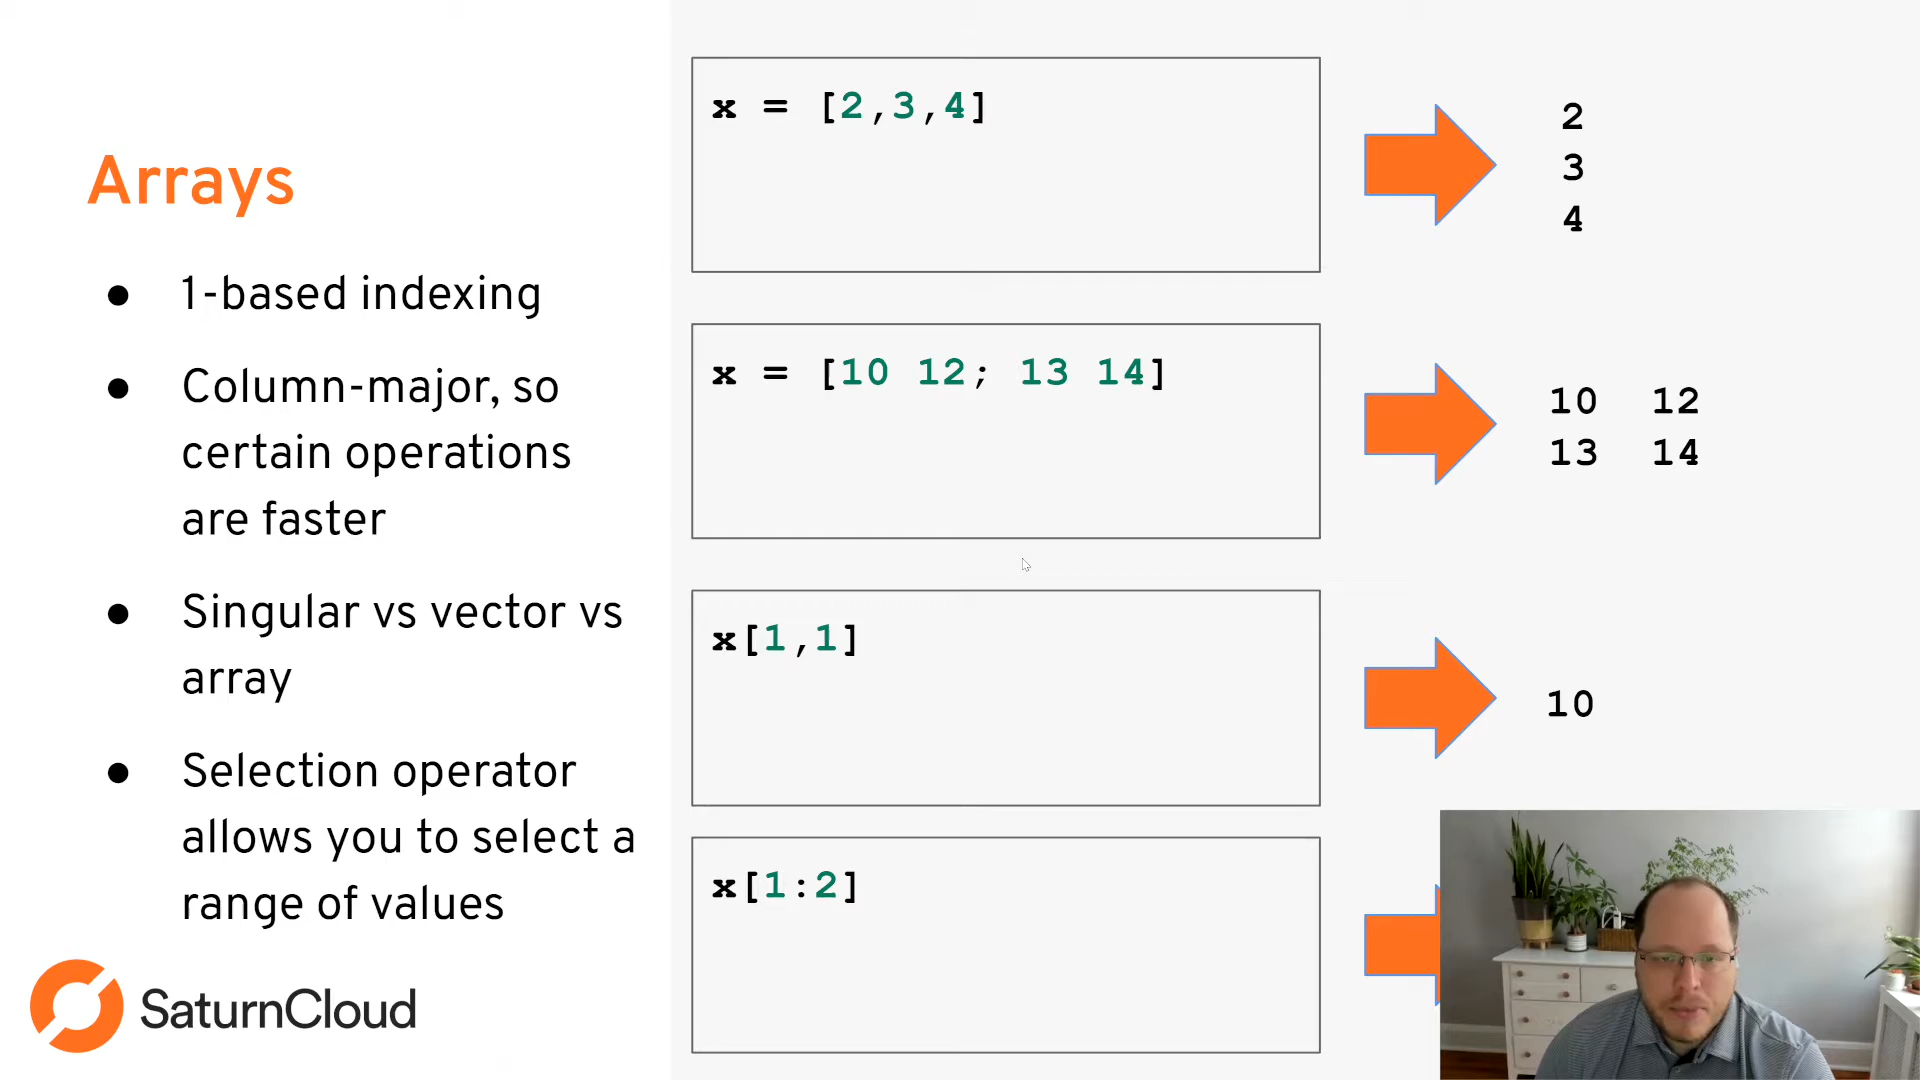 Arrays
● 1-based indexing
● Column-major, so
certain operations
are faster
● Singular vs vector vs
array
● Selection operator
allows you to select a
range of values
SaturnCloud
x = [2,3,4]
2
3
4
x = [10 12; 13 14]
10 12
13 14
x[1,1]
10
x[1:2]